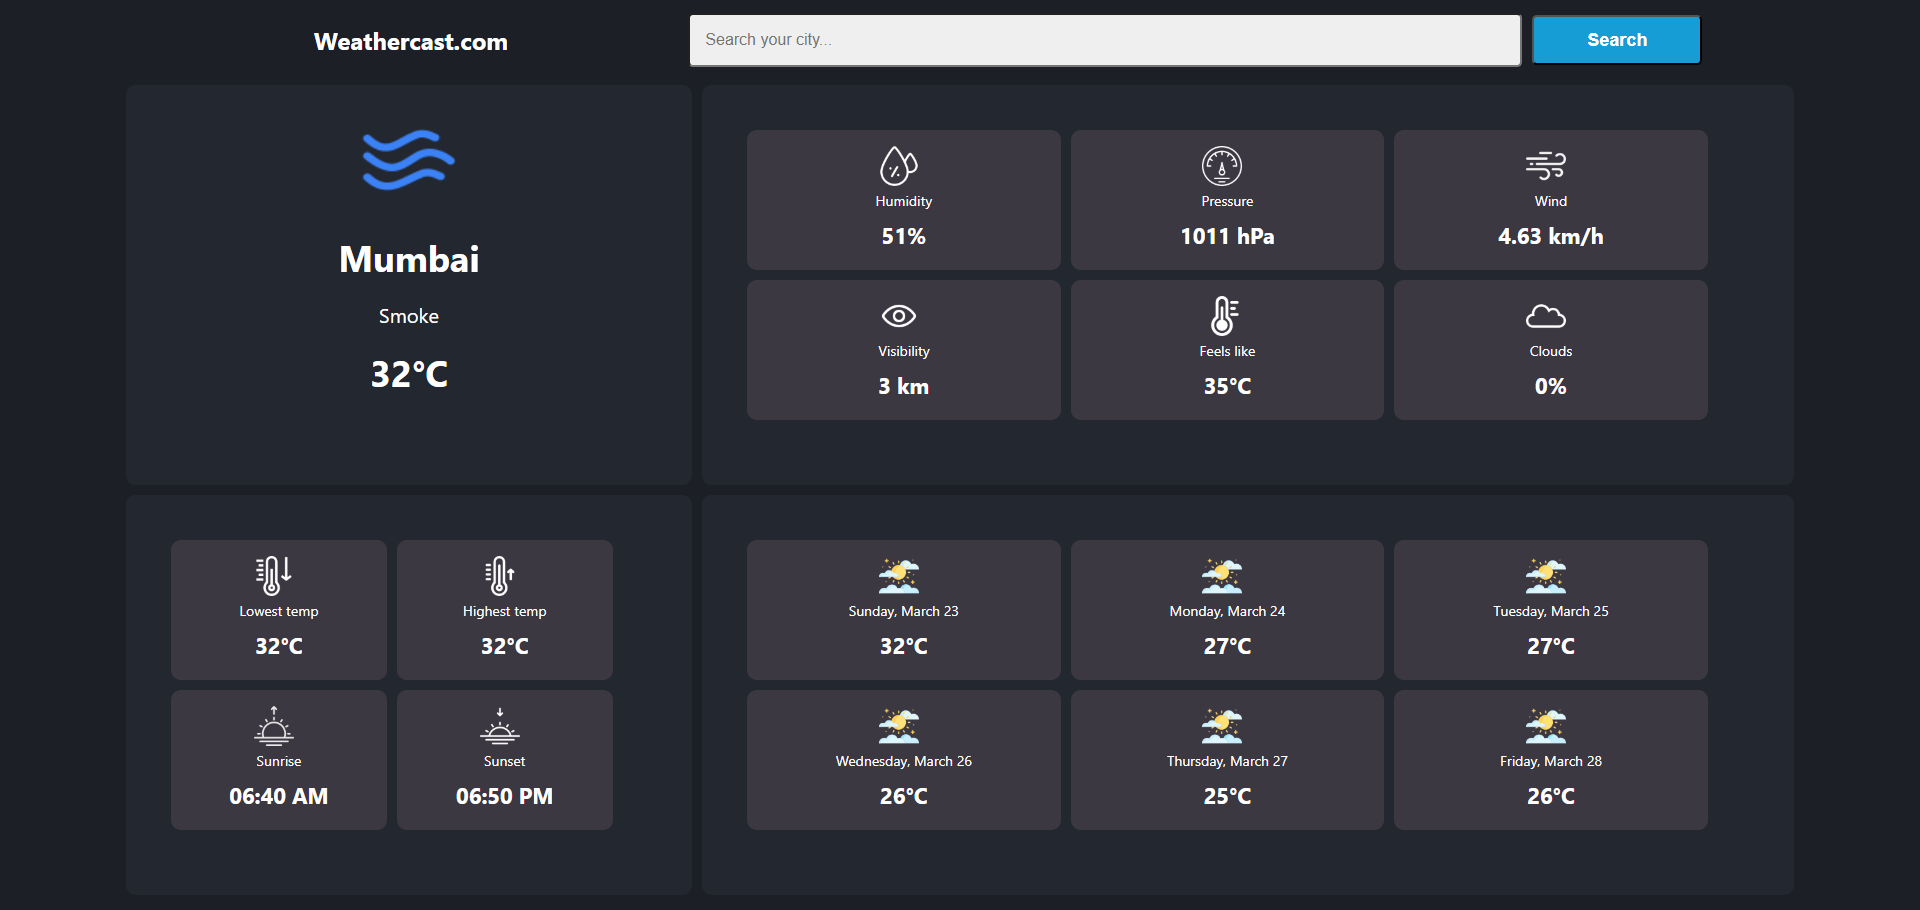 Weathercast.com
Search your city...
Search
Mumbai
Smoke
32°C
Humidity
51%
Pressure
1011 hPa
Wind
4.63 km/h
Visibility
3 km
Feels like
35°C
Clouds
0%
Lowest temp
32°C
Highest temp
32°C
Sunrise
06:40 AM
Sunset
06:50 PM
Sunday, March 23
32°C
Monday, March 24
27°C
Tuesday, March 25
27°C
Wednesday, March 26
26°C
Thursday, March 27
25°C
Friday, March 28
26°C